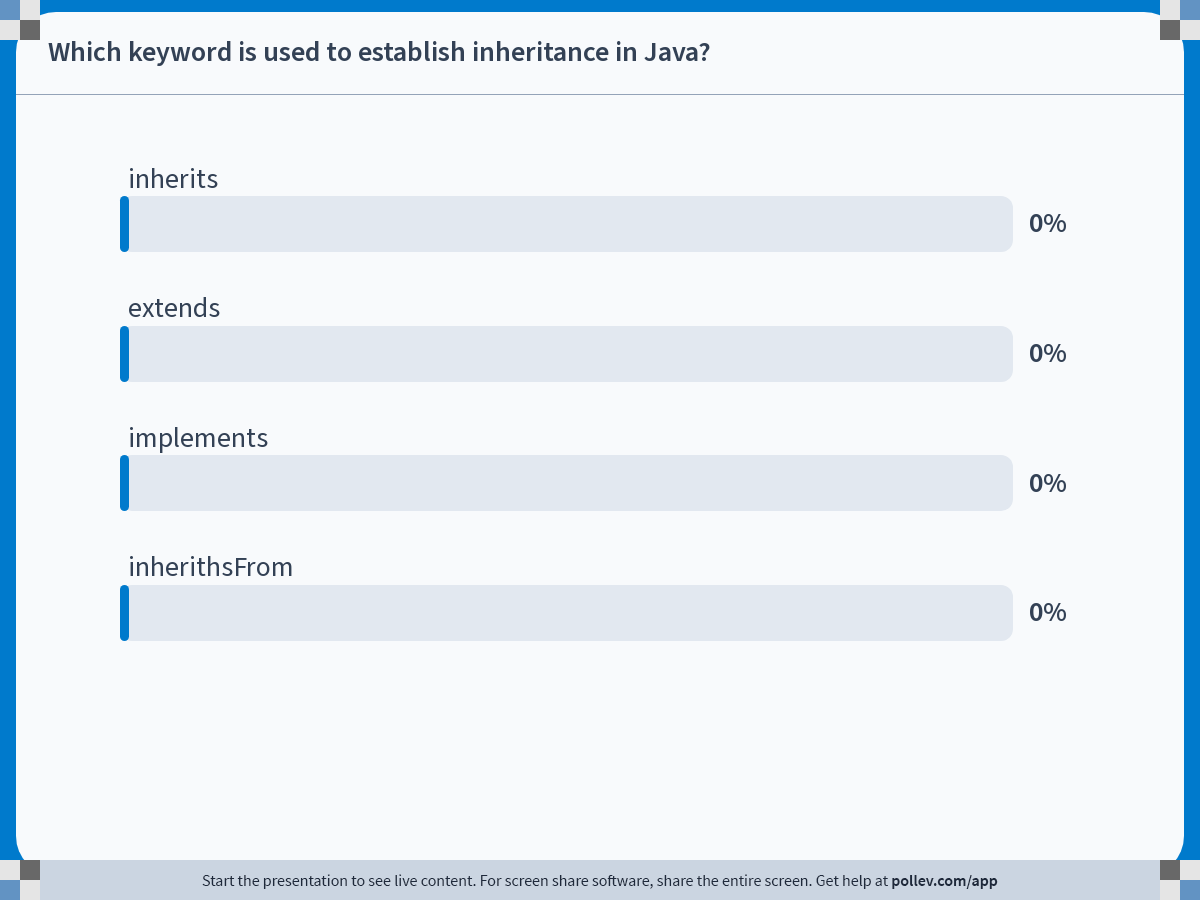 Which keyword is used to establish inheritance in Java?
inherits
0%
extends
0%
implements
0%
inherithsFrom
0%
Start the presentation to see live content. For screen share software, share the entire screen. Get help at pollev.com/app